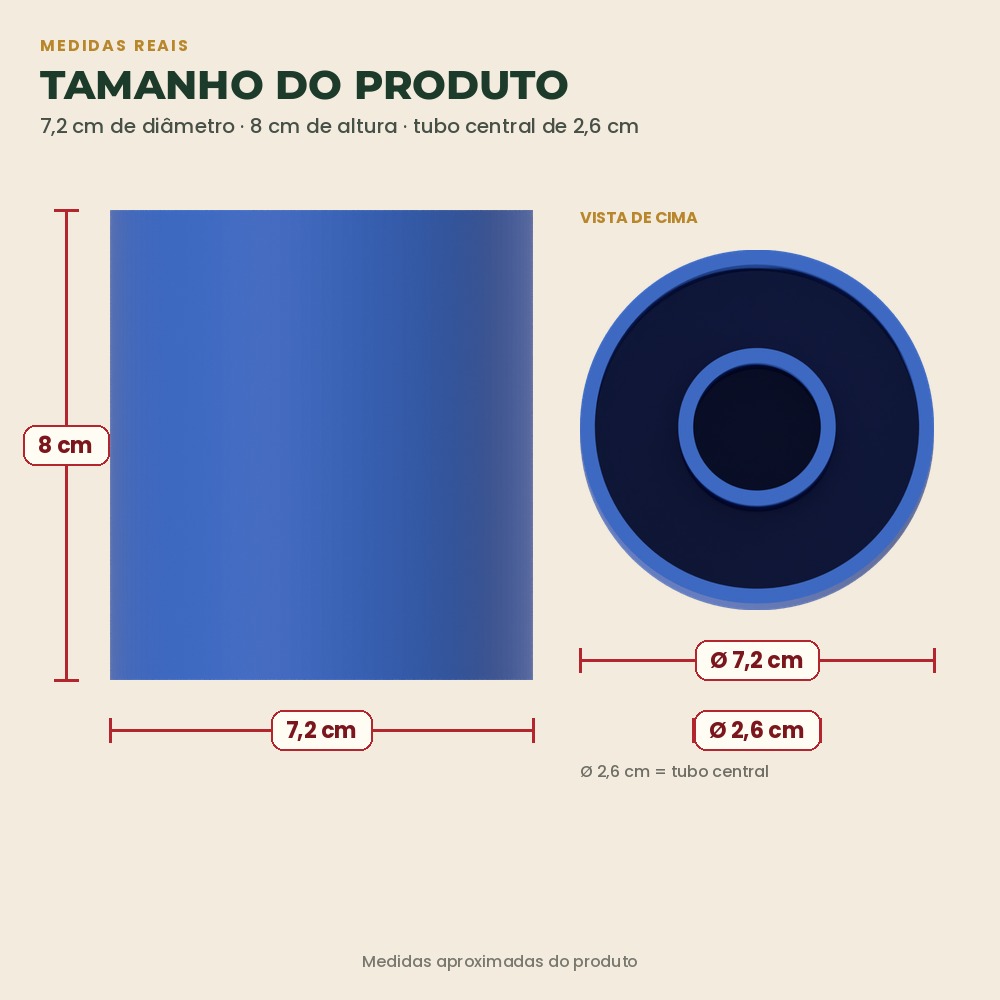 MEDIDAS REAIS
TAMANHO DO PRODUTO
7,2 cm de diâmetro · 8 cm de altura · tubo central de 2,6 cm
VISTA DE CIMA
8 cm
Ø 7,2 cm
7,2 cm
Ø 2,6 cm
Ø 2,6 cm = tubo central
Medidas aproximadas do produto